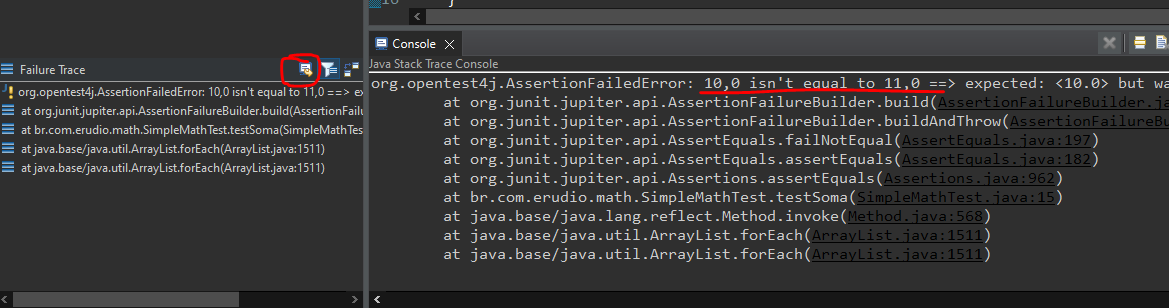 16
}
Console
Failure Trace
Java Stack Trace Console
org.opentest4j.AssertionFailedError: 10,0 isn't equal to 11,0 ==> ex
at org.junit.jupiter.api.AssertionFailureBuilder.build(AssertionFailu
at br.com.erudio.math.SimpleMathTest.testSoma(SimpleMathTes
at java.base/java.util.ArrayList.forEach(ArrayList.java:1511)
at java.base/java.util.ArrayList.forEach(ArrayList.java:1511)
org.opentest4j.AssertionFailedError: 10,0 isn't equal to 11,0 ==> expected: <10.0> but wa
at org.junit.jupiter.api.AssertionFailureBuilder.build(AssertionFailureBuilder.ja
at org.junit.jupiter.api.AssertionFailureBuilder.buildAndThrow(AssertionFailureBu
at org.junit.jupiter.api.AssertEquals.failNotEqual(AssertEquals.java:197)
at org.junit.jupiter.api.AssertEquals.assertEquals(AssertEquals.java:182)
at org.junit.jupiter.api.Assertions.assertEquals(Assertions.java:962)
at br.com.erudio.math.SimpleMathTest.testSoma(SimpleMathTest.java:15)
at java.base/java.lang.reflect.Method.invoke(Method.java:568)
at java.base/java.util.ArrayList.forEach(ArrayList.java:1511)
at java.base/java.util.ArrayList.forEach(ArrayList.java:1511)